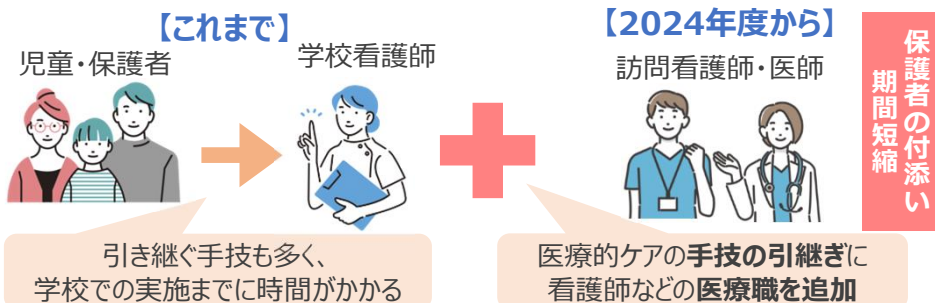 【これまで】
児童・保護者
学校看護師
引き継ぐ手技も多く、
学校での実施までに時間がかかる
【2024年度から】
訪問看護師・医師
医療的ケアの手技の引継ぎに
看護師などの医療職を追加
保護者の付添い
期間短縮